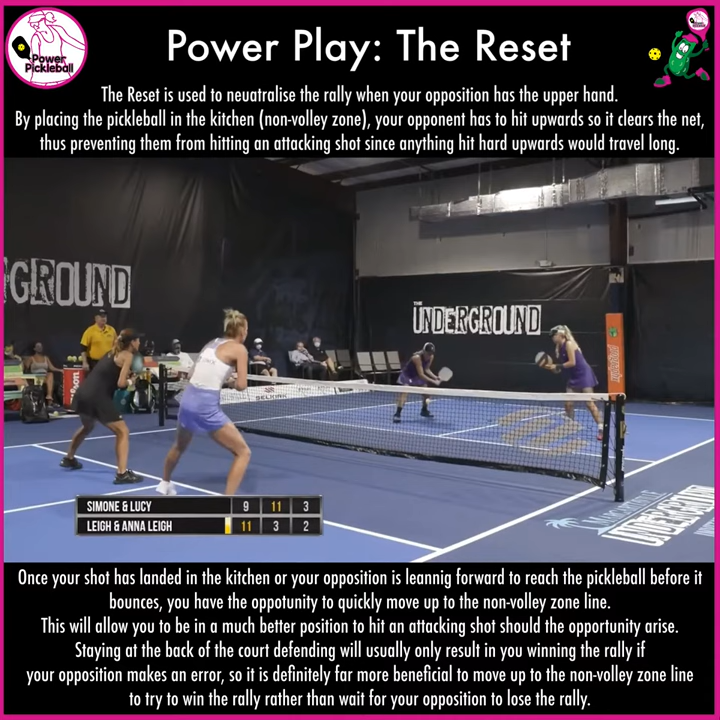 Power Pickleball
Power Play: The Reset
The Reset is used to neuatralise the rally when your opposition has the upper hand.
By placing the pickleball in the kitchen (non-volley zone), your opponent has to hit upwards so it clears the net,
thus preventing them from hitting an attacking shot since anything hit hard upwards would travel long.
GROUND
THE
UNDERGROUND
SELKIRK
UNDERGROUND
SIMONE & LUCY 9 11 3
LEIGH & ANNA LEIGH 11 3 2
Once your shot has landed in the kitchen or your opposition is leannig forward to reach the pickleball before it
bounces, you have the oppotunity to quickly move up to the non-volley zone line.
This will allow you to be in a much better position to hit an attacking shot should the opportunity arise.
Staying at the back of the court defending will usually only result in you winning the rally if
your opposition makes an error, so it is definitely far more beneficial to move up to the non-volley zone line
to try to win the rally rather than wait for your opposition to lose the rally.